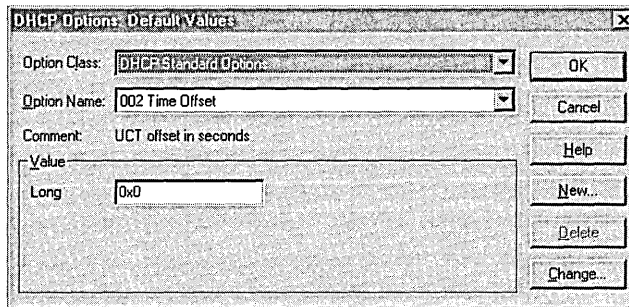 DHCP Options: Default Values
Option Class: DHCP Standard Options
Option Name: 002 Time Offset
Comment: UCT offset in seconds
Value
Long 0x0
OK
Cancel
Help
New...
Delete
Change...